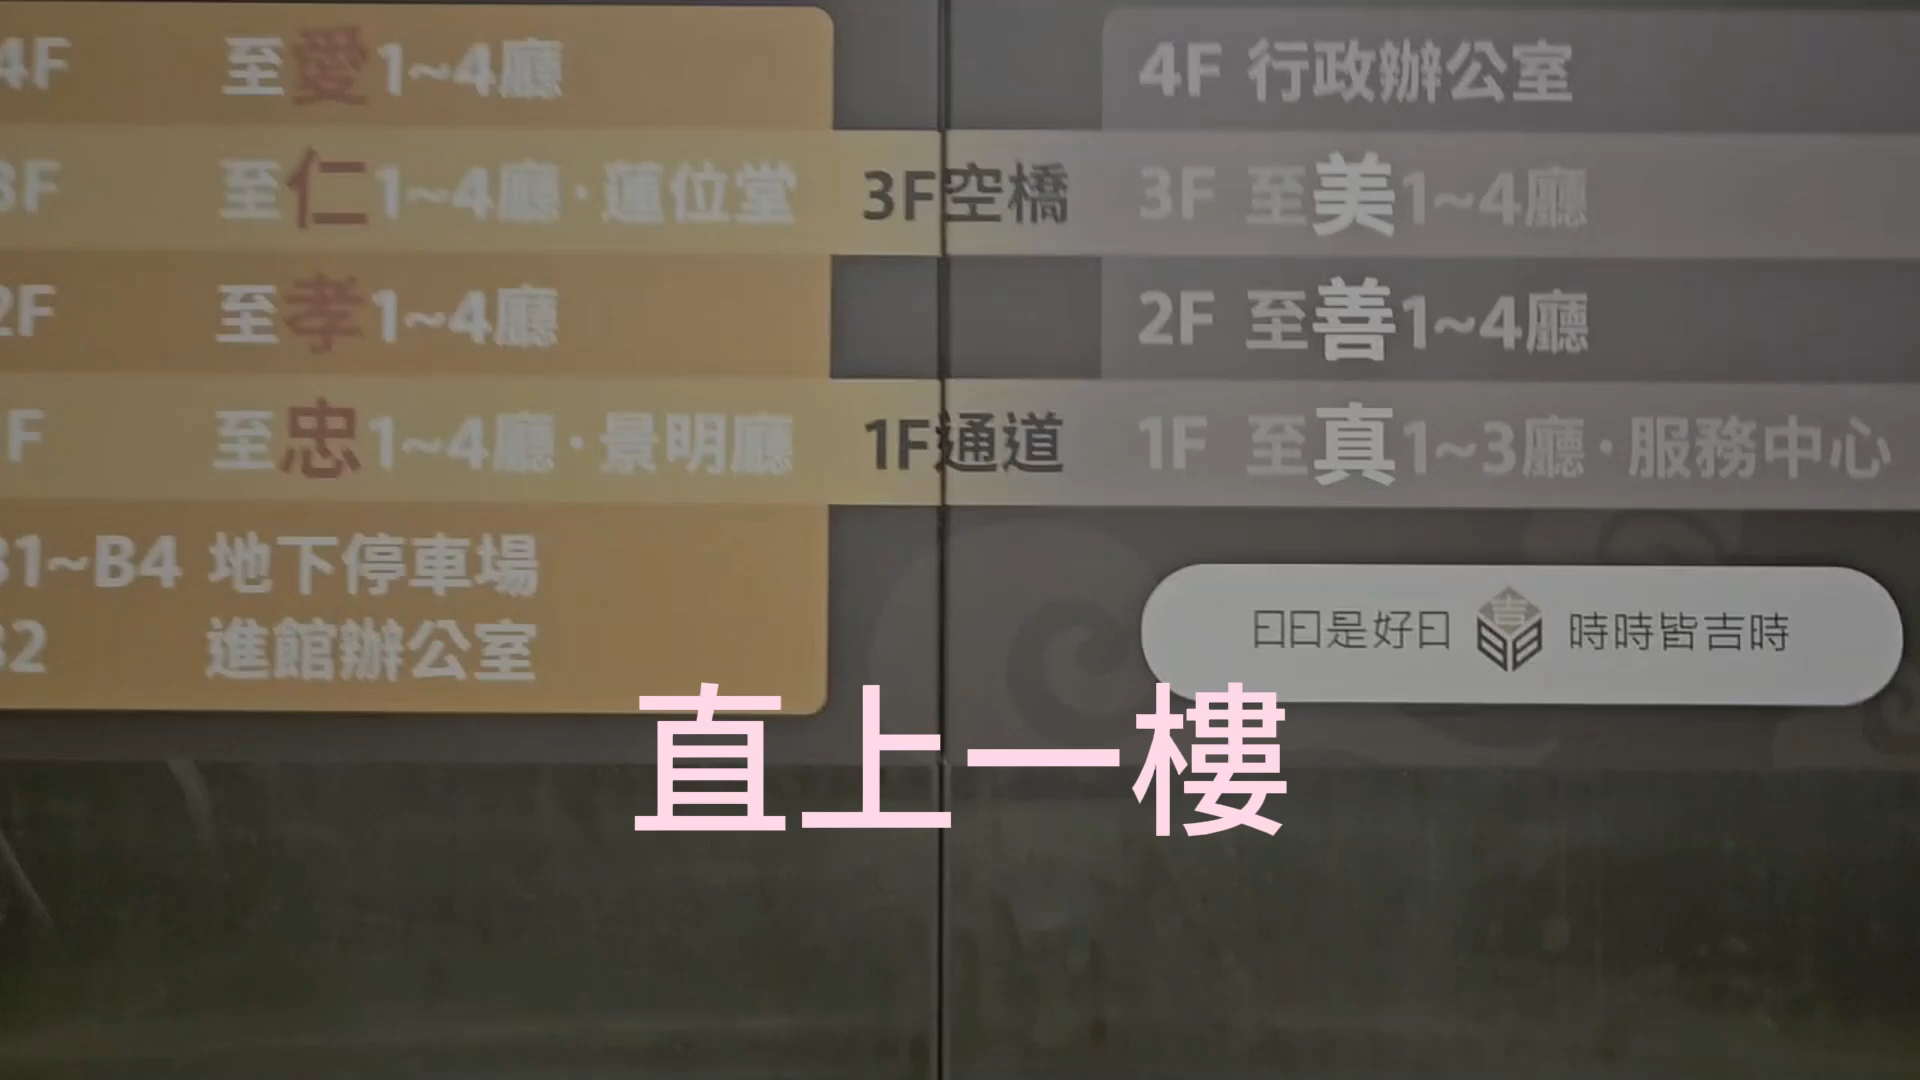 4F 至愛1~4廳
3F 至仁1~4廳·蓮位堂
2F 至孝1~4廳
1F 至忠1~4廳·景明廳
B1~B4 地下停車場
B2 進館辦公室
3F空橋
1F通道
4F 行政辦公室
3F 至美1~4廳
2F 至善1~4廳
1F 至真1~3廳·服務中心
日日是好日 吉 時時皆吉時
直上一樓